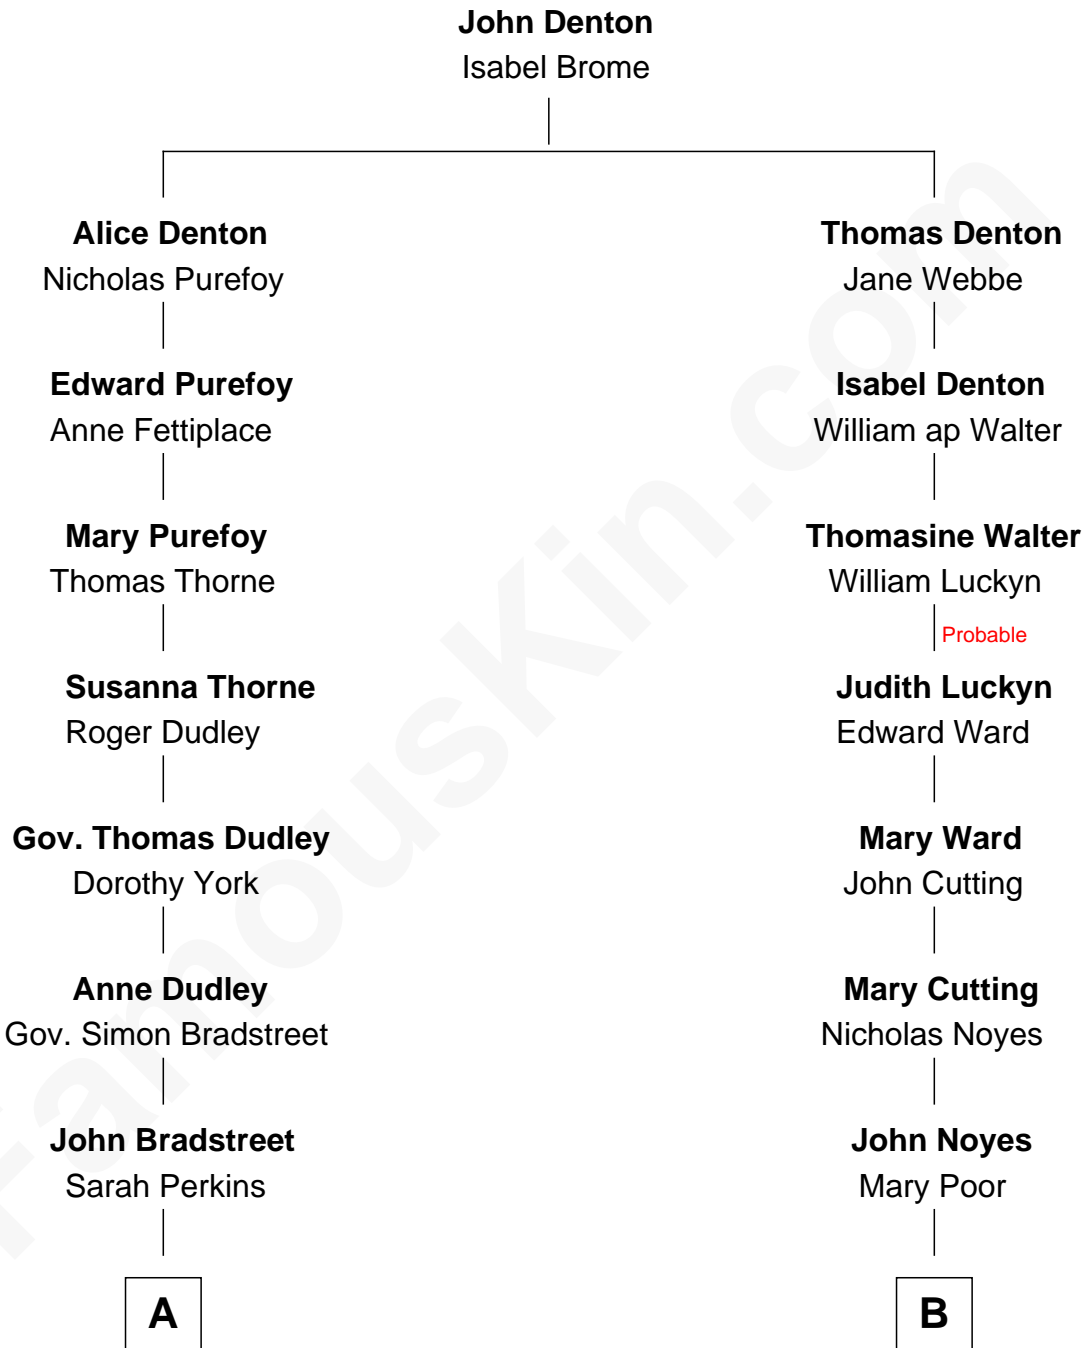 John Denton
Isabel Brome
Alice Denton
Nicholas Purefoy
Thomas Denton
Jane Webbe
Edward Purefoy
Anne Fettiplace
Isabel Denton
William ap Walter
Mary Purefoy
Thomas Thorne
Thomasine Walter
William Luckyn
Probable
Susanna Thorne
Roger Dudley
Judith Luckyn
Edward Ward
Gov. Thomas Dudley
Dorothy York
Mary Ward
John Cutting
Anne Dudley
Gov. Simon Bradstreet
Mary Cutting
Nicholas Noyes
John Bradstreet
Sarah Perkins
John Noyes
Mary Poor
A
B
FamousKin.com